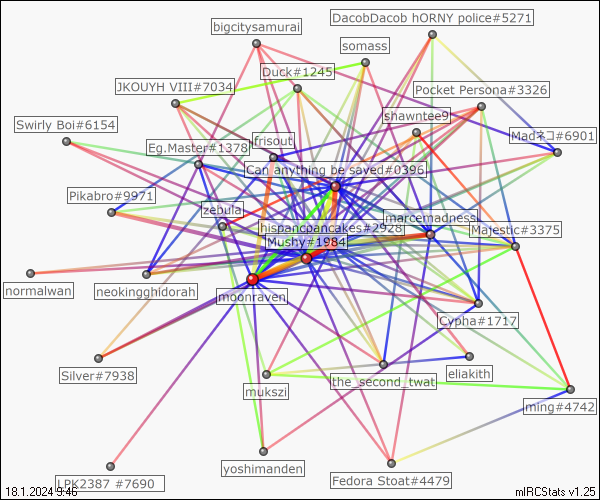 DacobDacob hORNY police#5271
bigcitysamurai
somass
Duck#1245
JKOUYH VIII#7034
Pocket Persona#3326
shawntee9
Swirly Boi#6154
Madネコ#6901
frisout
Eg.Master#1378
Can anything be saved#0396
Pikabro#9971
zebula
marcemadness
hispancpancakes#2928
Majestic#3375
Mushy#1984
normalwan
neokingghidorah
moonraven
Cypha#1717
Silver#7938
the_second_twat
eliakith
mukszi
ming#4742
yoshimanden
Fedora Stoat#4479
LPK2387 #7690
18.1.2024 9:46
mIRCStats v1.25